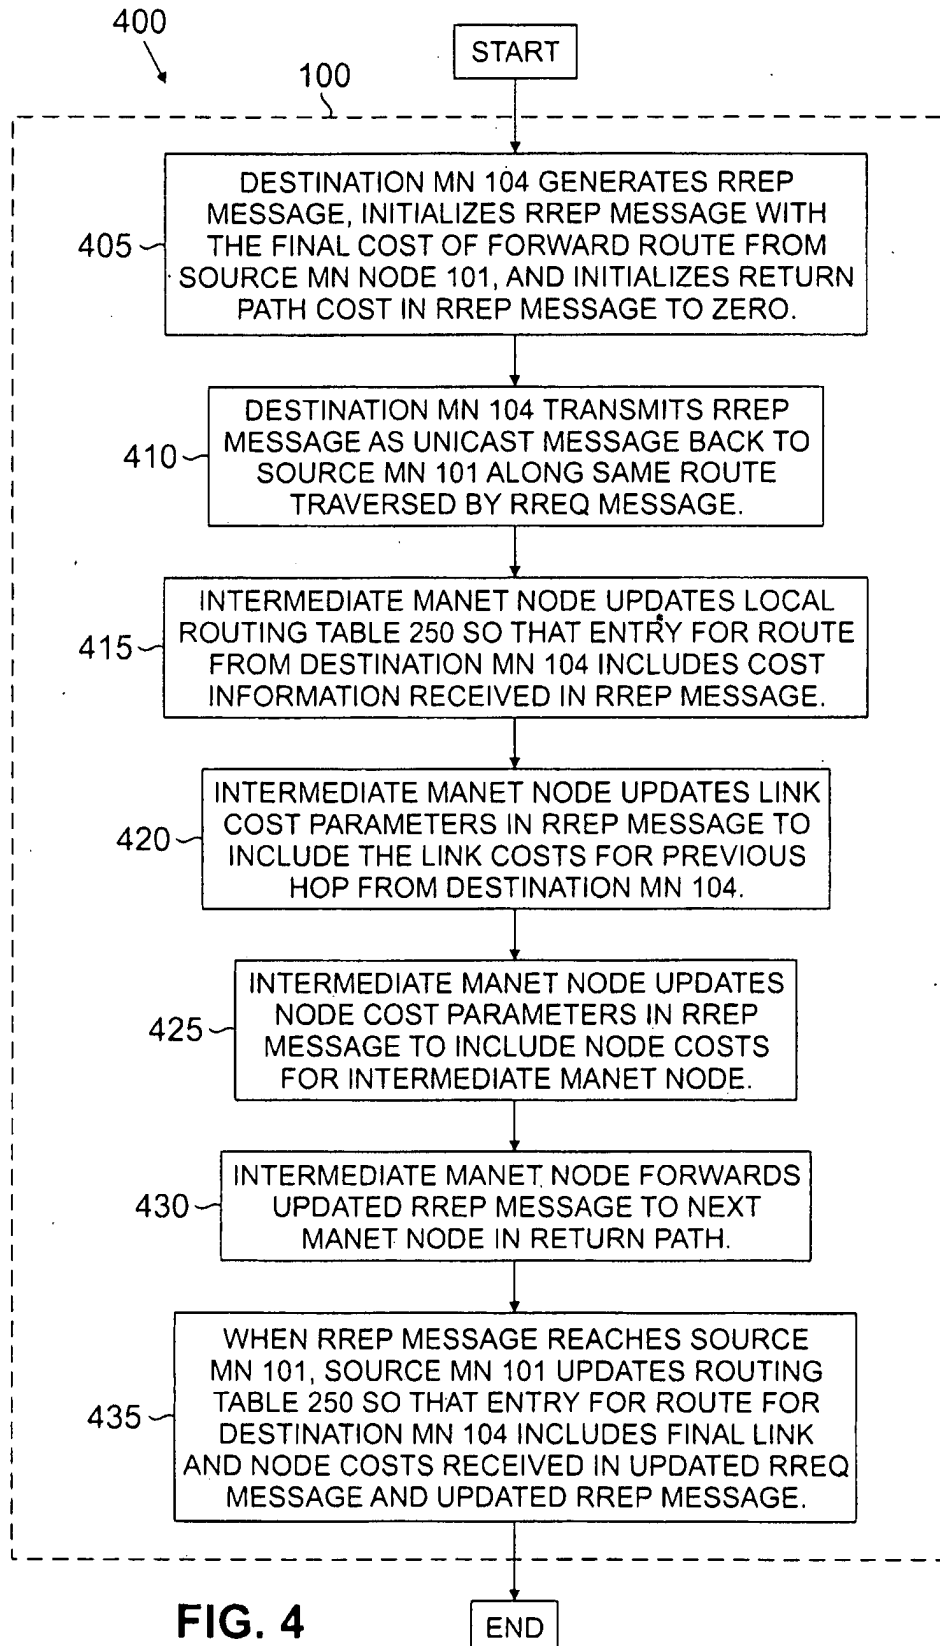 400
START
100
405
DESTINATION MN 104 GENERATES RREP
MESSAGE, INITIALIZES RREP MESSAGE WITH
THE FINAL COST OF FORWARD ROUTE FROM
SOURCE MN NODE 101, AND INITIALIZES RETURN
PATH COST IN RREP MESSAGE TO ZERO.
410
DESTINATION MN 104 TRANSMITS RREP
MESSAGE AS UNICAST MESSAGE BACK TO
SOURCE MN 101 ALONG SAME ROUTE
TRAVERSED BY RREQ MESSAGE.
415
INTERMEDIATE MANET NODE UPDATES LOCAL
ROUTING TABLE 250 SO THAT ENTRY FOR ROUTE
FROM DESTINATION MN 104 INCLUDES COST
INFORMATION RECEIVED IN RREP MESSAGE.
420
INTERMEDIATE MANET NODE UPDATES LINK
COST PARAMETERS IN RREP MESSAGE TO
INCLUDE THE LINK COSTS FOR PREVIOUS
HOP FROM DESTINATION MN 104.
425
INTERMEDIATE MANET NODE UPDATES
NODE COST PARAMETERS IN RREP
MESSAGE TO INCLUDE NODE COSTS
FOR INTERMEDIATE MANET NODE.
430
INTERMEDIATE MANET NODE FORWARDS
UPDATED RREP MESSAGE TO NEXT
MANET NODE IN RETURN PATH.
435
WHEN RREP MESSAGE REACHES SOURCE
MN 101, SOURCE MN 101 UPDATES ROUTING
TABLE 250 SO THAT ENTRY FOR ROUTE FOR
DESTINATION MN 104 INCLUDES FINAL LINK
AND NODE COSTS RECEIVED IN UPDATED RREQ
MESSAGE AND UPDATED RREP MESSAGE.
FIG. 4
END